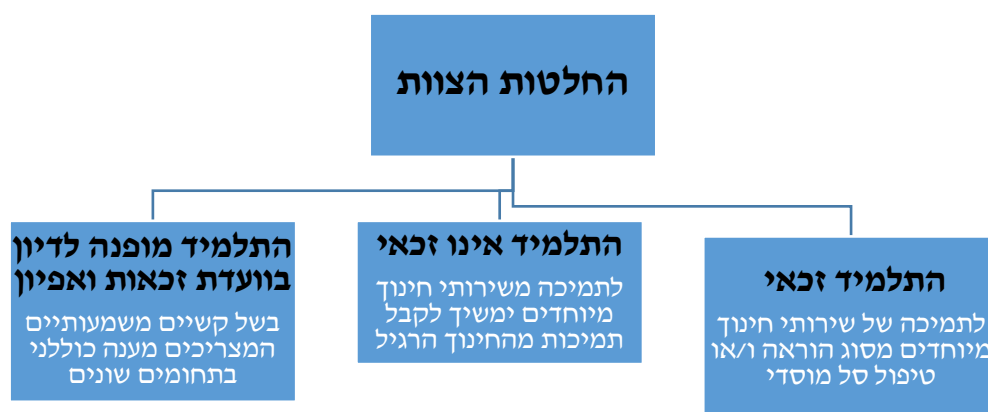 החלטות הצוות
התלמיד זכאי
לתמיכה של שירותי חינוך
מיוחדים מסוג הוראה ו/או
טיפול סל מוסדי
התלמיד אינו זכאי
לתמיכה משירותי חינוך
מיוחדים ימשיך לקבל
תמיכות מהחינוך הרגיל
התלמיד מופנה לדיון
בוועדת זכאות ואפיון
בשל קשיים משמעותיים
המצריכים מענה כוללני
בתחומים שונים